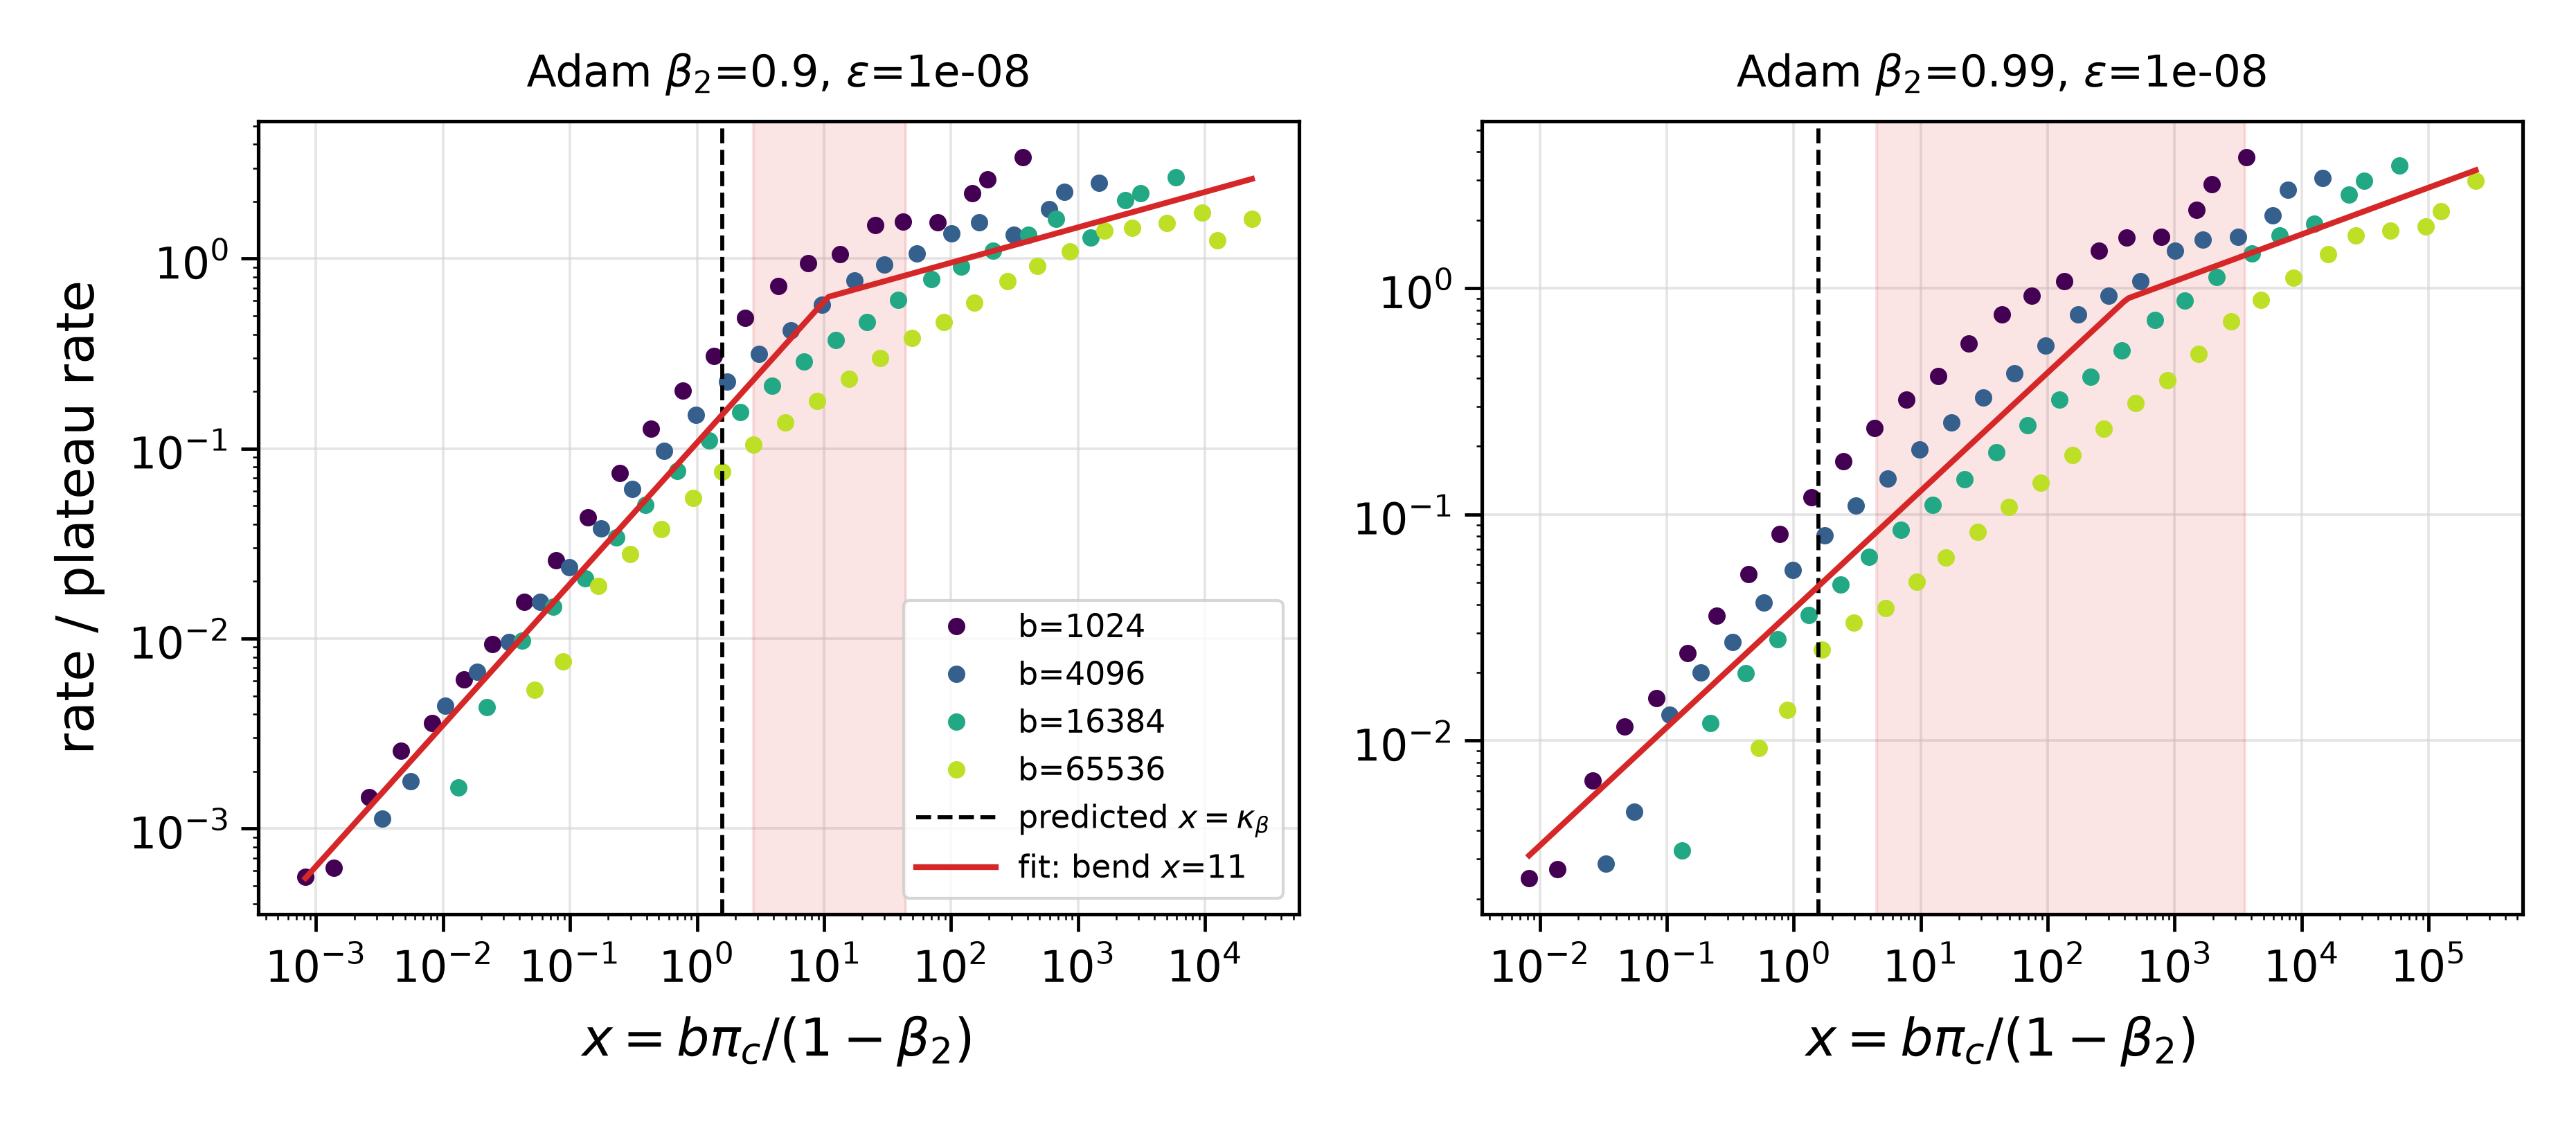 Adam β₂=0.9, ε=1e-08
rate / plateau rate
10⁰
10⁻¹
10⁻²
10⁻³
b=1024
b=4096
b=16384
b=65536
predicted x = κᵦ
fit: bend x=11
10⁻³ 10⁻² 10⁻¹ 10⁰ 10¹ 10² 10³ 10⁴
x = bπ_c/(1 − β₂)
Adam β₂=0.99, ε=1e-08
10⁰
10⁻¹
10⁻²
10⁻² 10⁻¹ 10⁰ 10¹ 10² 10³ 10⁴ 10⁵
x = bπ_c/(1 − β₂)